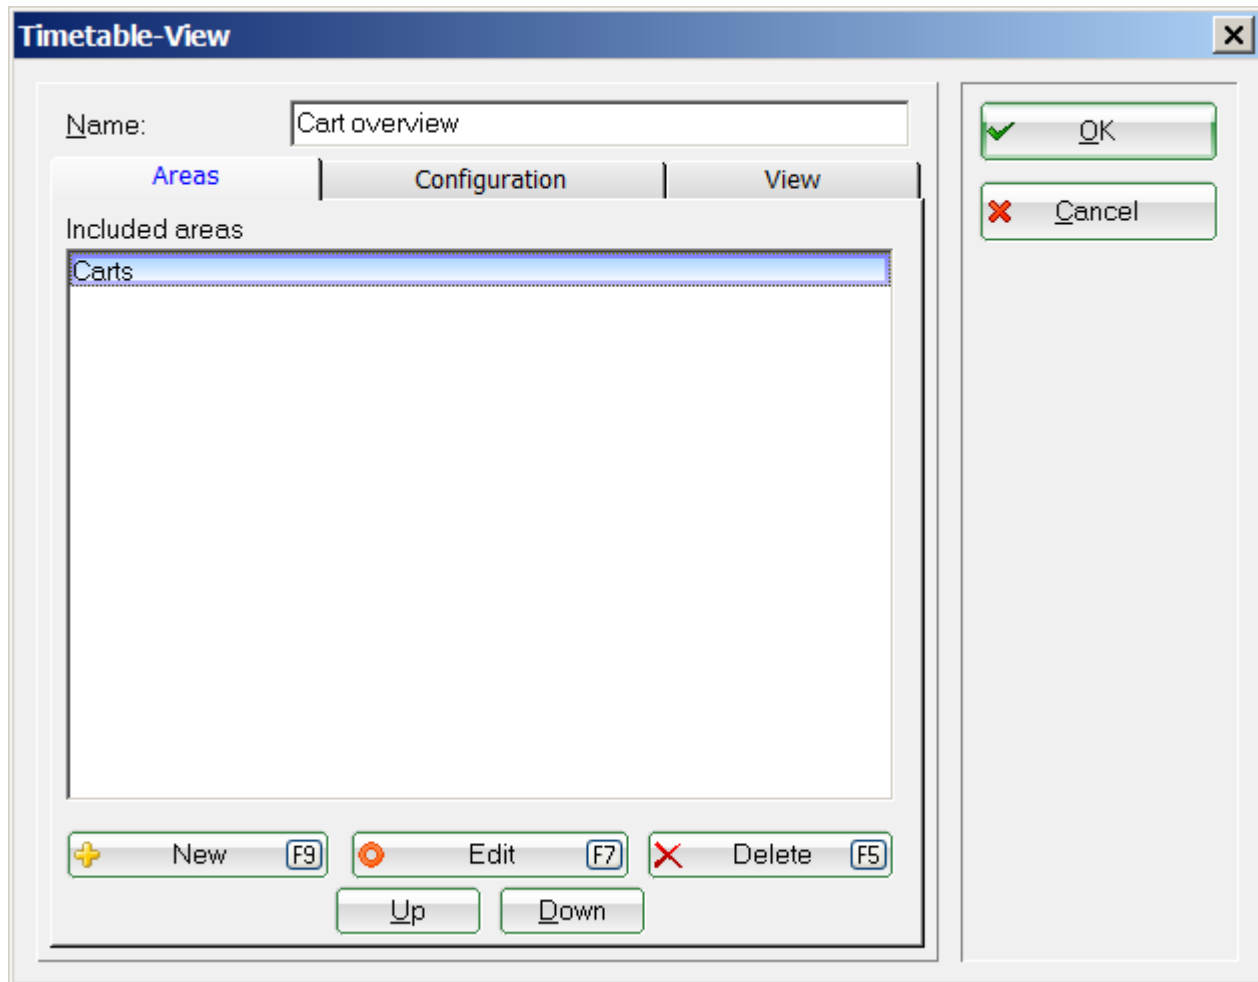 Timetable-View
Name: Cart overview
OK
Cancel
Areas Configuration View
Included areas
Carts
New F9 Edit F7 Delete F5
Up Down